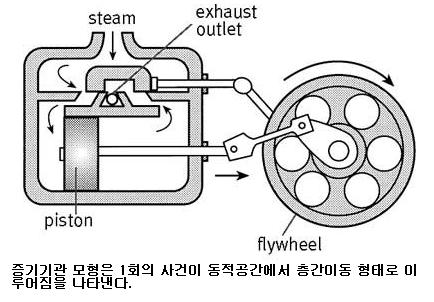 steam
exhaust
outlet
piston
flywheel
증기기관 모형은 1회의 사건이 동적공간에서 층간이동 형태로 이
루어짐을 나타낸다.